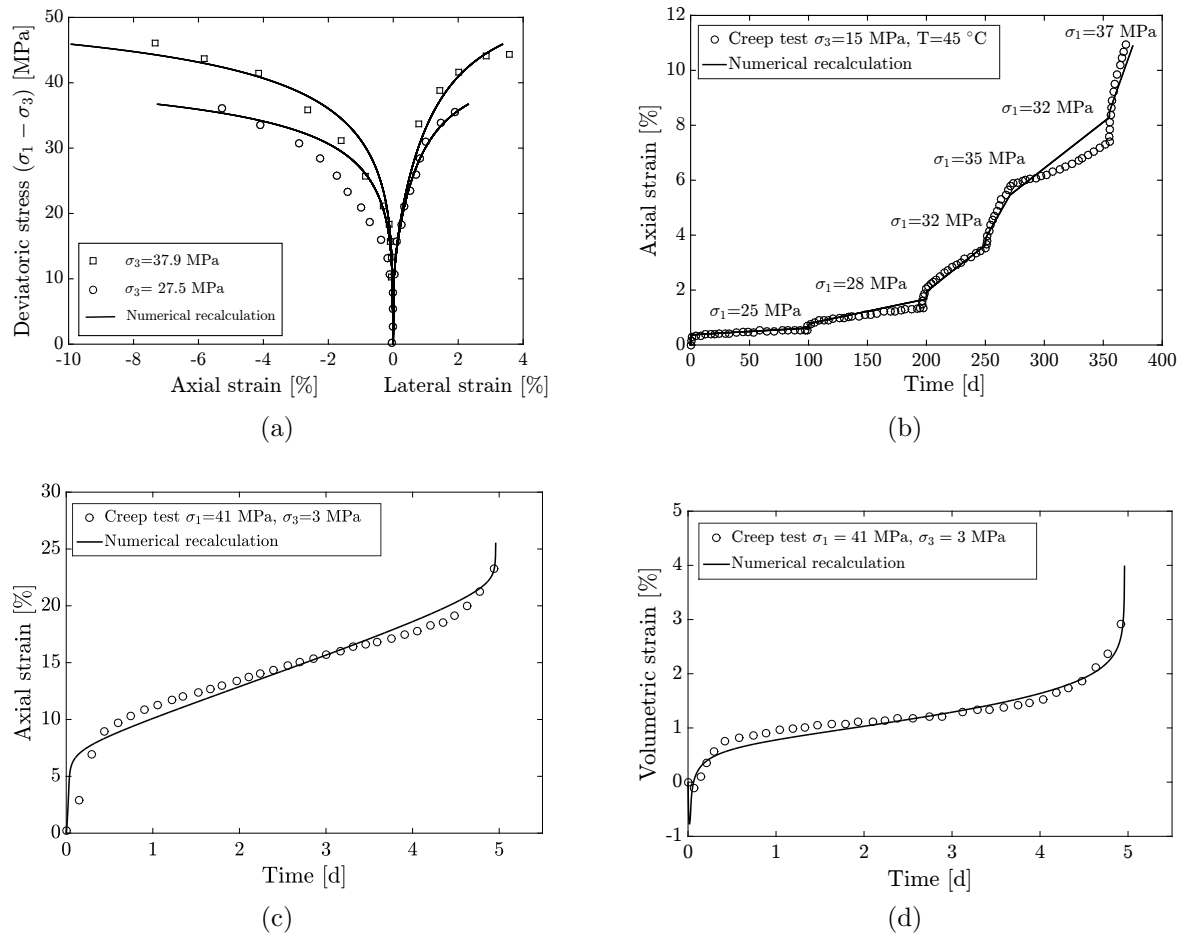 50
40
30
20
10
0
Deviatoric stress (σ₁ − σ₃) [MPa]
σ₃=37.9 MPa
σ₃= 27.5 MPa
Numerical recalculation
-10 -8 -6 -4 -2 0 2 4
Axial strain [%] Lateral strain [%]
(a)
12
10
8
6
4
2
0
Axial strain [%]
Creep test σ₃=15 MPa, T=45 °C
Numerical recalculation
σ₁=37 MPa
σ₁=32 MPa
σ₁=35 MPa
σ₁=32 MPa
σ₁=28 MPa
σ₁=25 MPa
0 50 100 150 200 250 300 350 400
Time [d]
(b)
30
25
20
15
10
5
0
Axial strain [%]
Creep test σ₁=41 MPa, σ₃=3 MPa
Numerical recalculation
0 1 2 3 4 5
Time [d]
(c)
5
4
3
2
1
0
-1
Volumetric strain [%]
Creep test σ₁ = 41 MPa, σ₃ = 3 MPa
Numerical recalculation
0 1 2 3 4 5
Time [d]
(d)